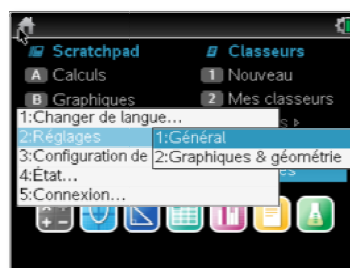 Scratchpad
Classeurs
A Calculs
1 Nouveau
B Graphiques
2 Mes classeurs
1:Changer de langue...
2:Réglages
1:Général
3:Configuration de
2:Graphiques & géométrie
4:État...
5:Connexion...